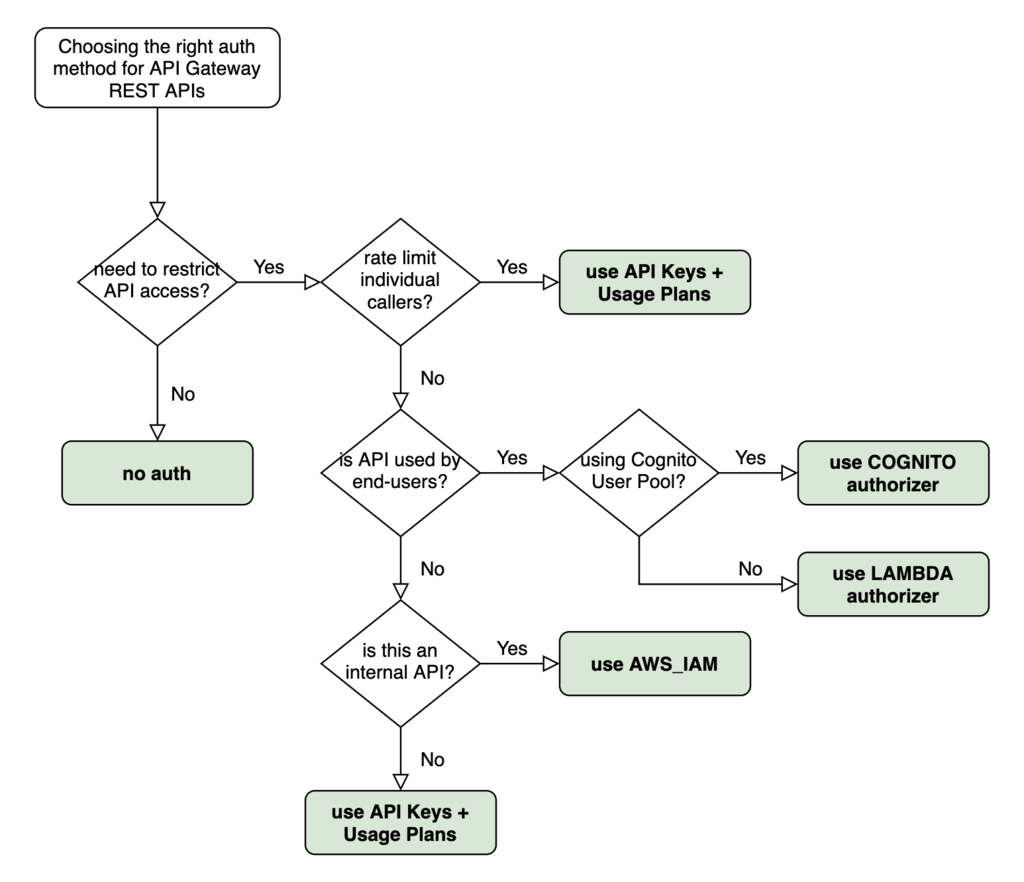 Choosing the right auth
method for API Gateway
REST APIs
need to restrict
API access?
Yes
rate limit
individual
callers?
Yes
use API Keys +
Usage Plans
No
no auth
No
is API used by
end-users?
Yes
using Cognito
User Pool?
Yes
use COGNITO
authorizer
No
use LAMBDA
authorizer
No
is this an
internal API?
Yes
use AWS_IAM
No
use API Keys +
Usage Plans